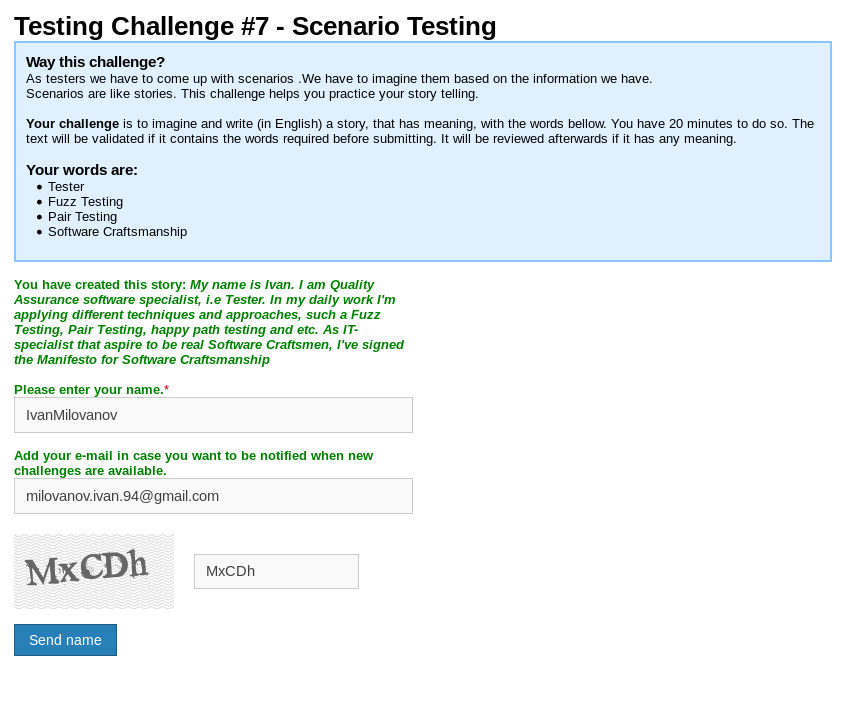 Testing Challenge #7 - Scenario Testing
Way this challenge?
As testers we have to come up with scenarios .We have to imagine them based on the information we have.
Scenarios are like stories. This challenge helps you practice your story telling.
Your challenge is to imagine and write (in English) a story, that has meaning, with the words bellow. You have 20 minutes to do so. The
text will be validated if it contains the words required before submitting. It will be reviewed afterwards if it has any meaning.
Your words are:
• Tester
• Fuzz Testing
• Pair Testing
• Software Craftsmanship
You have created this story: My name is Ivan. I am Quality
Assurance software specialist, i.e Tester. In my daily work I'm
applying different techniques and approaches, such a Fuzz
Testing, Pair Testing, happy path testing and etc. As IT-
specialist that aspire to be real Software Craftsmen, I've signed
the Manifesto for Software Craftsmanship
Please enter your name.*
IvanMilovanov
Add your e-mail in case you want to be notified when new
challenges are available.
milovanov.ivan.94@gmail.com
MxCDh
MxCDh
Send name